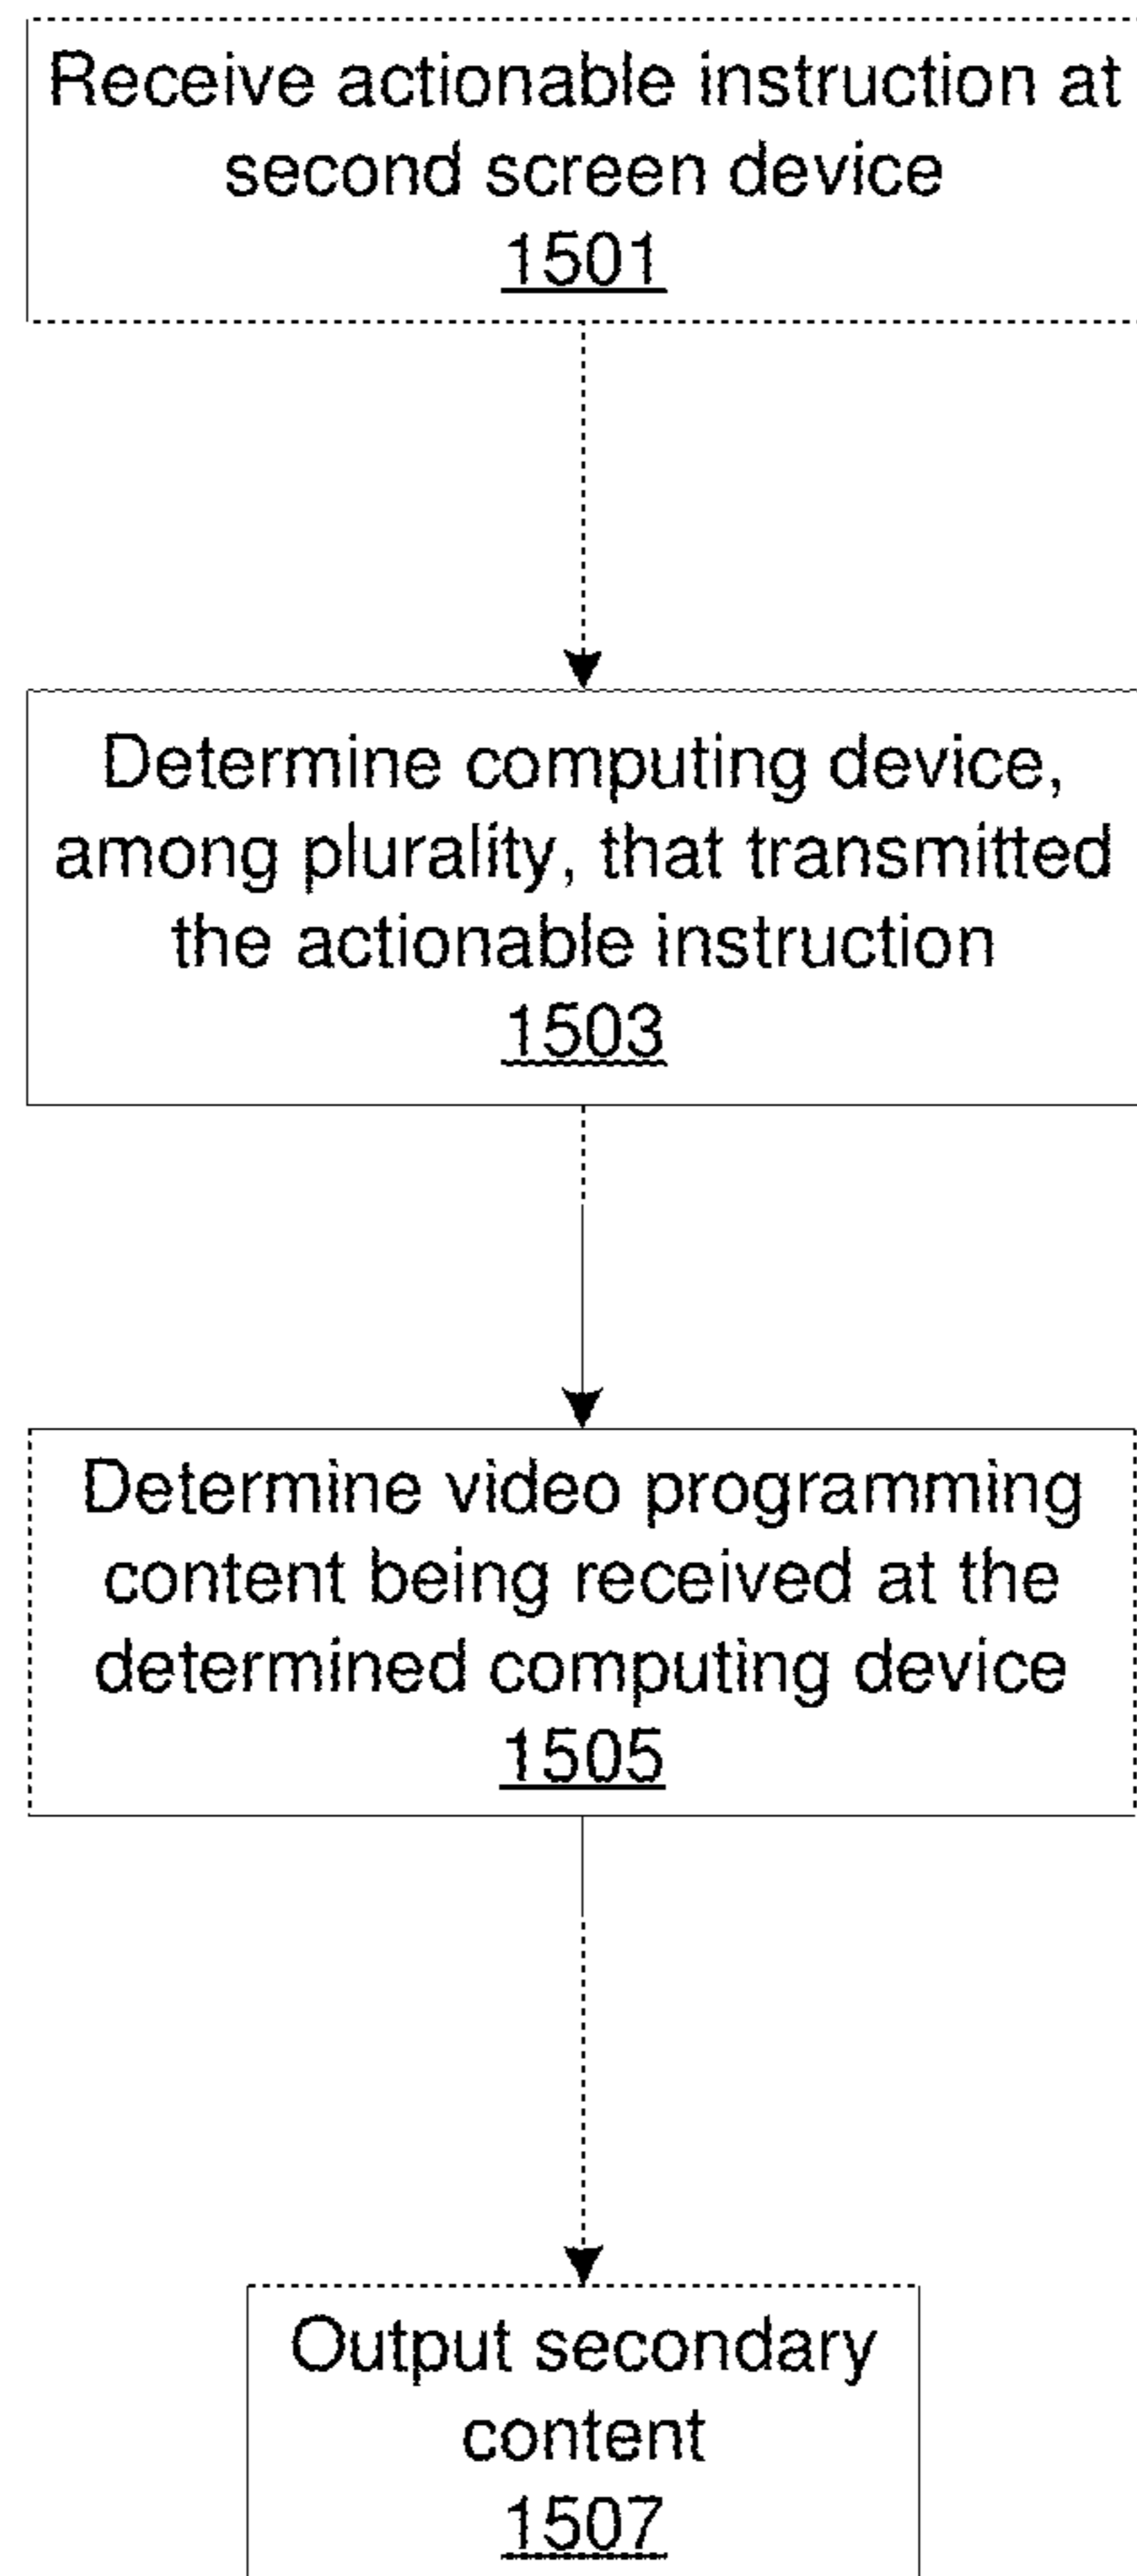 Receive actionable instruction at
second screen device
1501
Determine computing device,
among plurality, that transmitted
the actionable instruction
1503
Determine video programming
content being received at the
determined computing device
1505
Output secondary
content
1507